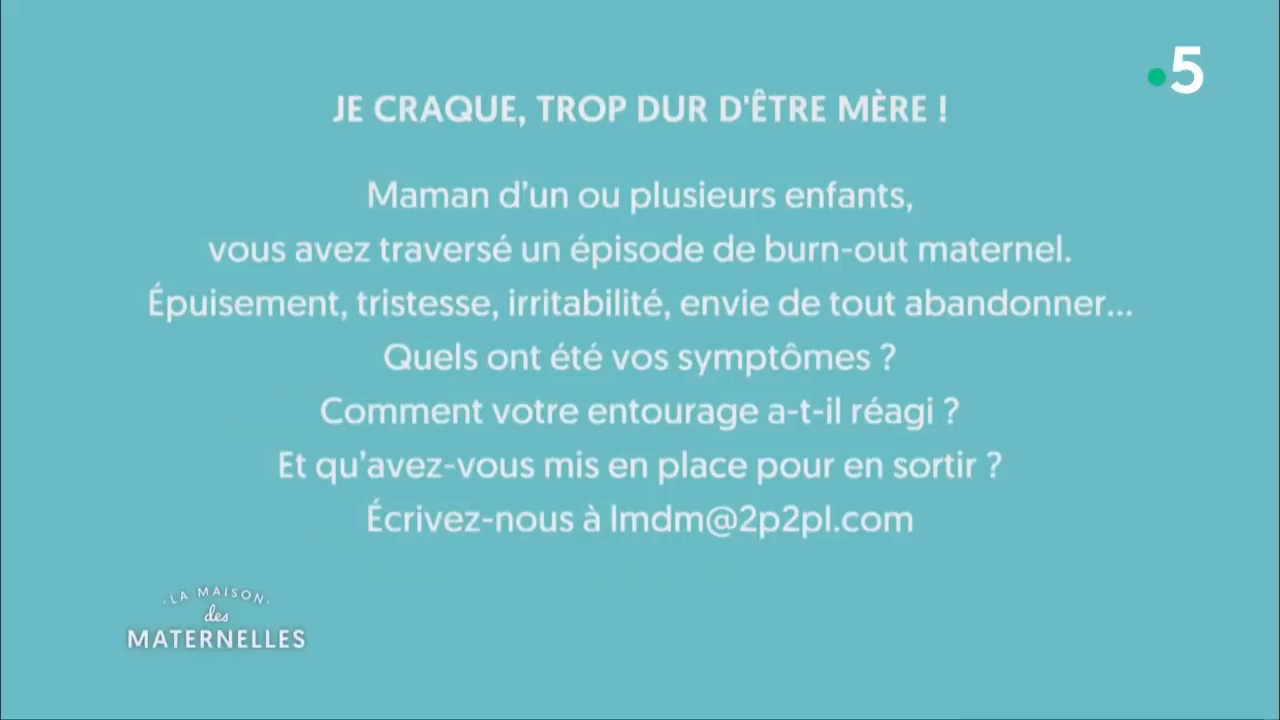 5
JE CRAQUE, TROP DUR D'ÊTRE MÈRE !
Maman d’un ou plusieurs enfants,
vous avez traversé un épisode de burn-out maternel.
Épuisement, tristesse, irritabilité, envie de tout abandonner...
Quels ont été vos symptômes ?
Comment votre entourage a-t-il réagi ?
Et qu’avez-vous mis en place pour en sortir ?
Écrivez-nous à lmdm@2p2pl.com
LA MAISON
des
MATERNELLES